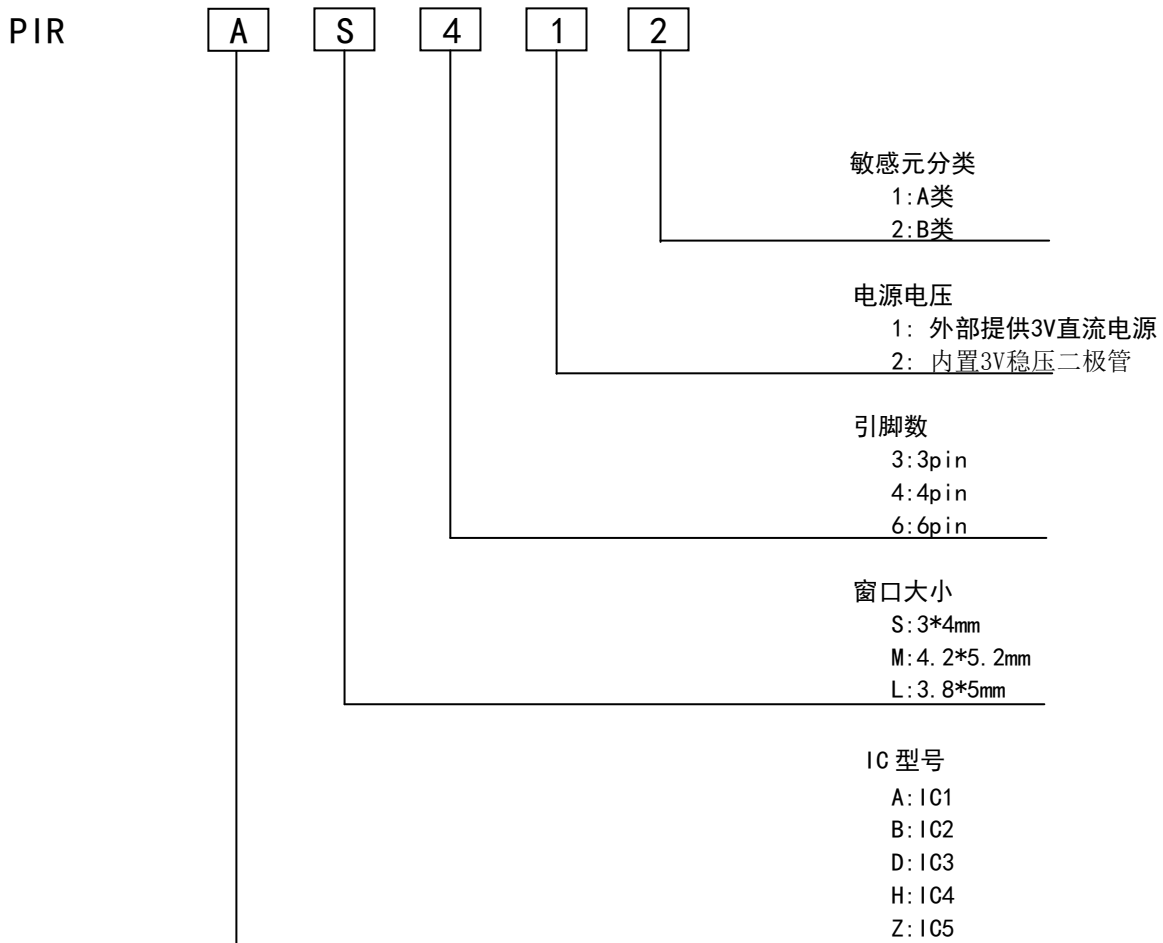 PIR A S 4 1 2
敏感元分类
1:A类
2:B类
电源电压
1: 外部提供3V直流电源
2: 内置3V稳压二极管
引脚数
3:3pin
4:4pin
6:6pin
窗口大小
S:3*4mm
M:4.2*5.2mm
L:3.8*5mm
IC型号
A:IC1
B:IC2
D:IC3
H:IC4
Z:IC5